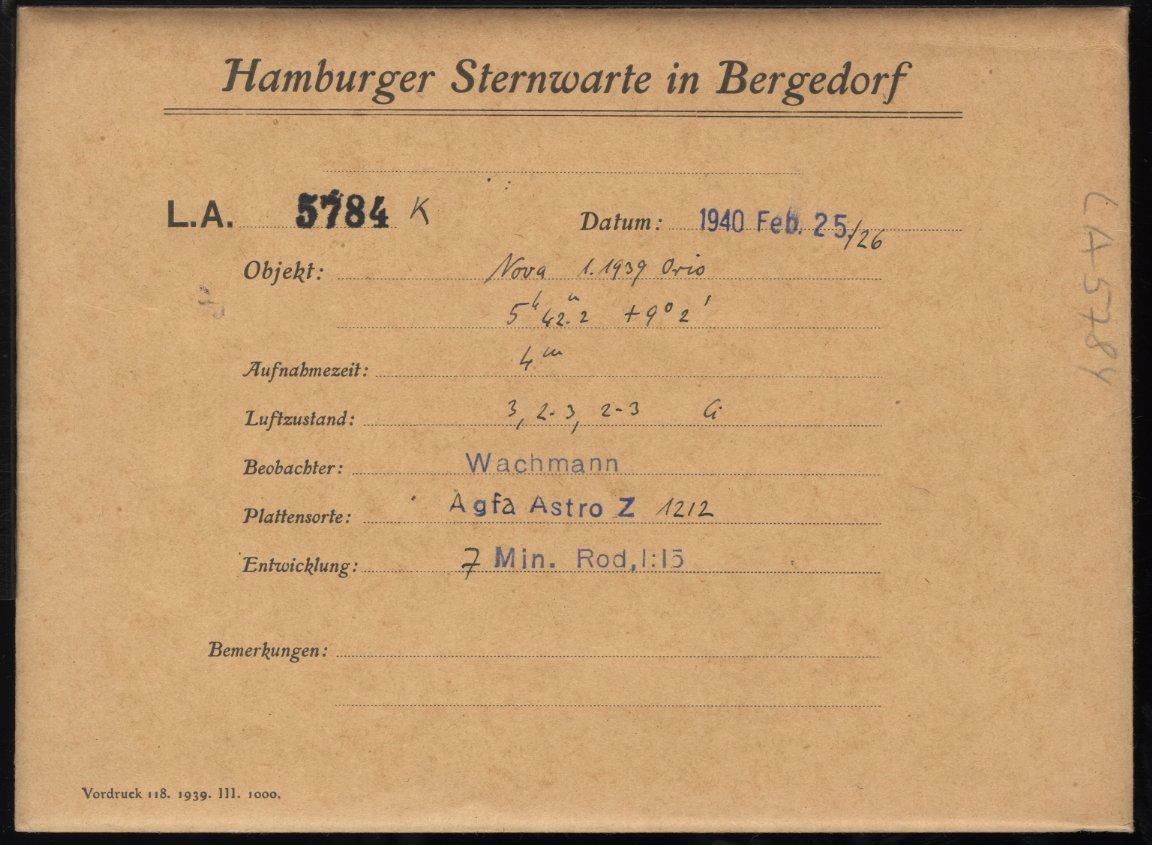 Hamburger Sternwarte in Bergedorf
L.A. 5784 K
Datum: 1940 Feb. 25./26
Objekt: Nova 1.1939 Orio
5ʰ 42.ᵐ2 +9° 2'
Aufnahmezeit: 4ᵐ
Luftzustand: 3, 2-3, 2-3
Beobachter: Wachmann
Plattensorte: Agfa Astro Z 1212
Entwicklung: 7 Min. Rod, 1:15
Bemerkungen:
Vordruck 118. 1939. III. 1000.
LA 5784